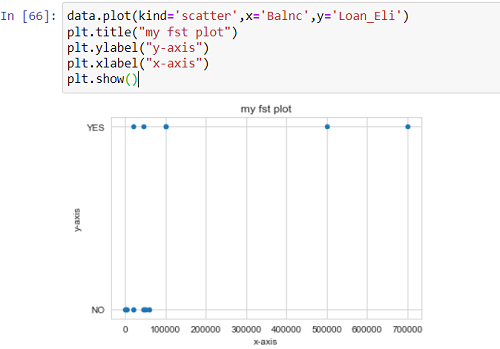 In [66]: data.plot(kind='scatter',x='Balnc',y='Loan_Eli')
plt.title("my fst plot")
plt.ylabel("y-axis")
plt.xlabel("x-axis")
plt.show()
my fst plot
YES
y-axis
NO
0 100000 200000 300000 400000 500000 600000 700000
x-axis